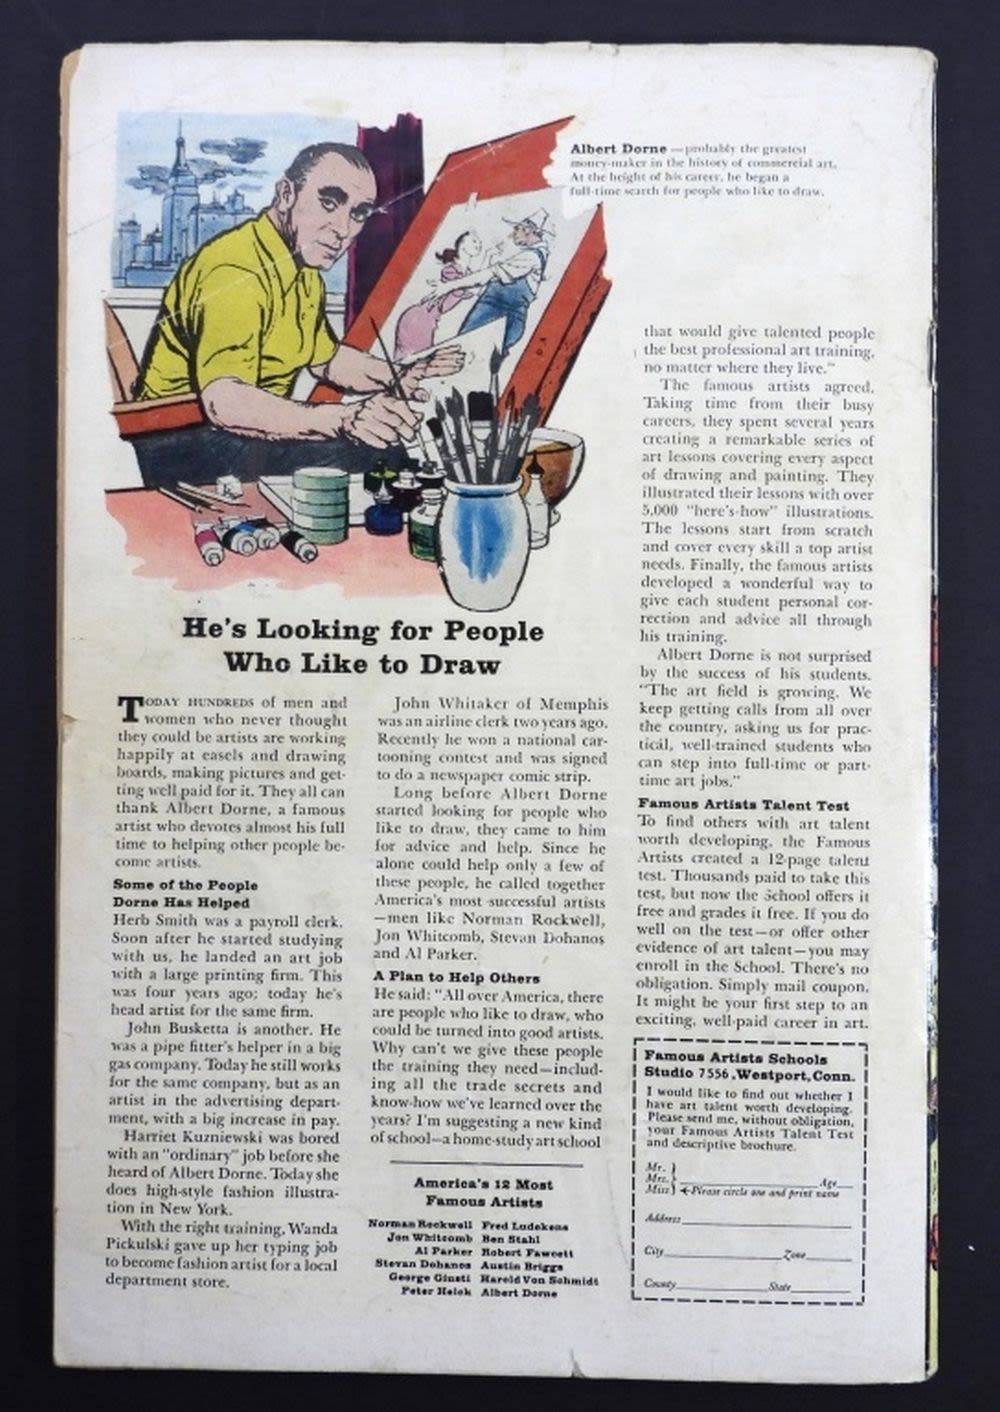 Albert Dorne — probably the greatest
money-maker in the history of commercial art.
At the height of his career, he began a
full-time search for people who like to draw.
He's Looking for People
Who Like to Draw
TODAY HUNDREDS of men and
women who never thought
they could be artists are working
happily at easels and drawing
boards, making pictures and get-
ting well paid for it. They all can
thank Albert Dorne, a famous
artist who devotes almost his full
time to helping other people be-
come artists.
Some of the People
Dorne Has Helped
Herb Smith was a payroll clerk.
Soon after he started studying
with us, he landed an art job
with a large printing firm. This
was four years ago; today he's
head artist for the same firm.
John Busketta is another. He
was a pipe fitter's helper in a big
gas company. Today he still works
for the same company, but as an
artist in the advertising depart-
ment, with a big increase in pay.
Harriet Kuzniewski was bored
with an "ordinary" job before she
heard of Albert Dorne. Today she
does high-style fashion illustra-
tion in New York.
With the right training, Wanda
Pickulski gave up her typing job
to become fashion artist for a local
department store.
John Whitaker of Memphis
was an airline clerk two years ago.
Recently he won a national car-
tooning contest and was signed
to do a newspaper comic strip.
Long before Albert Dorne
started looking for people who
like to draw, they came to him
for advice and help. Since he
alone could help only a few of
these people, he called together
America's most successful artists
—men like Norman Rockwell,
Jon Whitcomb, Stevan Dohanos
and Al Parker.
A Plan to Help Others
He said: "All over America, there
are people who like to draw, who
could be turned into good artists.
Why can't we give these people
the training they need—includ-
ing all the trade secrets and
know-how we've learned over the
years? I'm suggesting a new kind
of school—a home-study art school
America's 12 Most
Famous Artists
Norman Rockwell Fred Ludekens
Jon Whitcomb Ben Stahl
Al Parker Robert Fawcett
Stevan Dohanos Austin Briggs
George Giusti Harold Von Schmidt
Peter Helck Albert Dorne
that would give talented people
the best professional art training,
no matter where they live."
The famous artists agreed.
Taking time from their busy
careers, they spent several years
creating a remarkable series of
art lessons covering every aspect
of drawing and painting. They
illustrated their lessons with over
5,000 "here's-how" illustrations.
The lessons start from scratch
and cover every skill a top artist
needs. Finally, the famous artists
developed a wonderful way to
give each student personal cor-
rection and advice all through
his training.
Albert Dorne is not surprised
by the success of his students.
"The art field is growing. We
keep getting calls from all over
the country, asking us for prac-
tical, well-trained students who
can step into full-time or part-
time art jobs."
Famous Artists Talent Test
To find others with art talent
worth developing, the Famous
Artists created a 12-page talent
test. Thousands paid to take this
test, but now the School offers it
free and grades it free. If you do
well on the test—or offer other
evidence of art talent—you may
enroll in the School. There's no
obligation. Simply mail coupon.
It might be your first step to an
exciting, well-paid career in art.
Famous Artists Schools
Studio 7556, Westport, Conn.
I would like to find out whether I
have art talent worth developing.
Please send me, without obligation,
your Famous Artists Talent Test
and descriptive brochure.
Mr.
Mrs. Age
Miss Please circle one and print name
Address
City Zone
County State